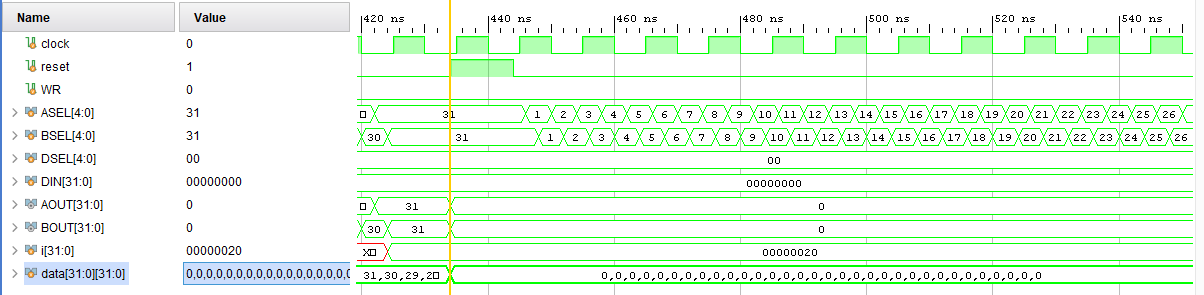 Name Value 420 ns 440 ns 460 ns 480 ns 500 ns 520 ns 540 ns
clock 0
reset 1
WR 0
ASEL[4:0] 31 31 1 2 3 4 5 6 7 8 9 10 11 12 13 14 15 16 17 18 19 20 21 22 23 24 25 26
BSEL[4:0] 31 30 31 1 2 3 4 5 6 7 8 9 10 11 12 13 14 15 16 17 18 19 20 21 22 23 24 25 26
DSEL[4:0] 00 00
DIN[31:0] 00000000 00000000
AOUT[31:0] 0 31 0
BOUT[31:0] 0 30 31 0
i[31:0] 00000020 X 00000020
data[31:0][31:0] 0,0,0,0,0,0,0,0,0,0,0,0,0,0,0,0,0 31,30,29,2 0,0,0,0,0,0,0,0,0,0,0,0,0,0,0,0,0,0,0,0,0,0,0,0,0,0,0,0,0,0,0,0